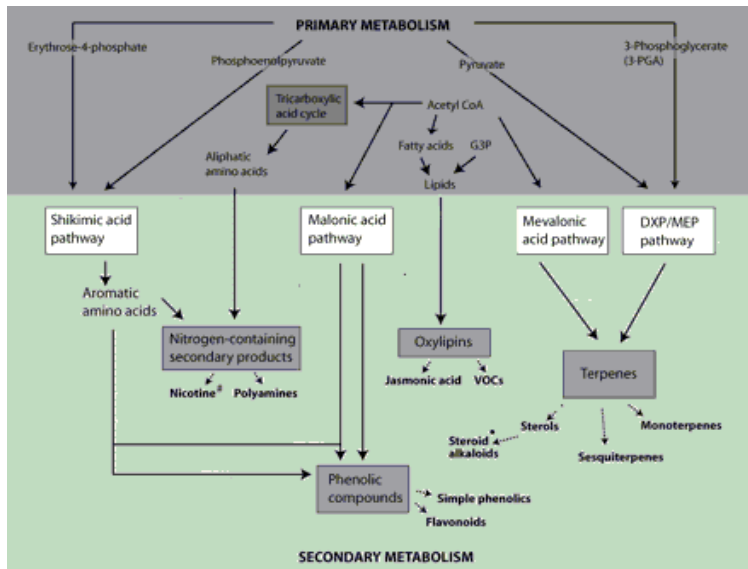 PRIMARY METABOLISM
Erythrose-4-phosphate
3-Phosphoglycerate
(3-PGA)
Phosphoenolpyruvate
Pyruvate
Tricarboxylic
acid cycle
Acetyl CoA
Fatty acids
G3P
Aliphatic
amino acids
Lipids
Shikimic acid
pathway
Malonic acid
pathway
Mevalonic
acid pathway
DXP/MEP
pathway
Aromatic
amino acids
Nitrogen-containing
secondary products
Oxylipins
Terpenes
Nicotine#
Polyamines
Jasmonic acid
VOCs
Sterols
Monoterpenes
Steroid*
alkaloids
Sesquiterpenes
Phenolic
compounds
Simple phenolics
Flavonoids
SECONDARY METABOLISM